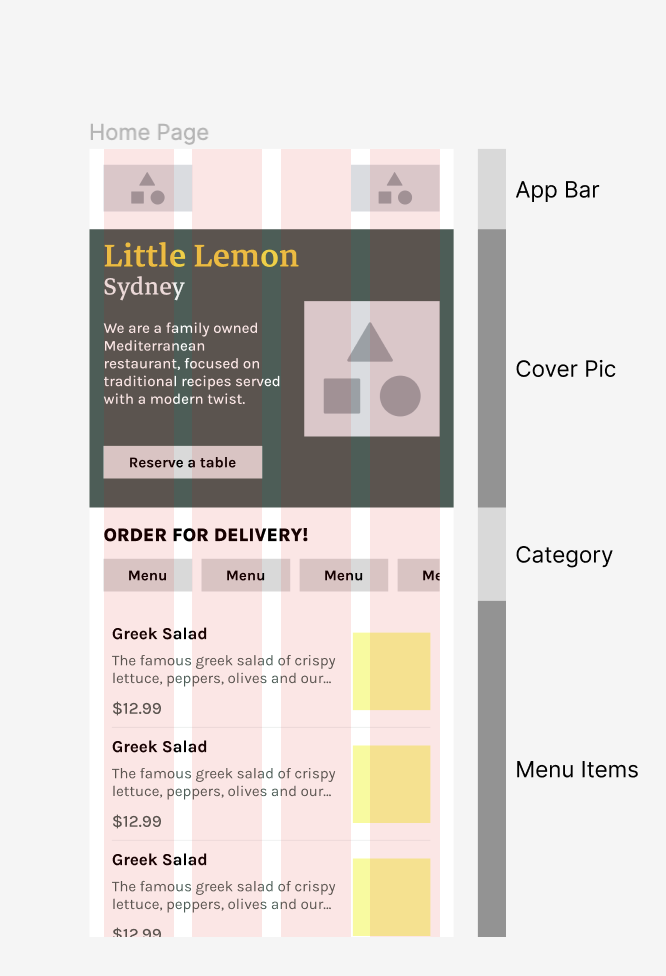 Home Page
App Bar
Little Lemon
Sydney
We are a family owned
Mediterranean
restaurant, focused on
traditional recipes served
with a modern twist.
Reserve a table
Cover Pic
ORDER FOR DELIVERY!
Menu Menu Menu Me
Category
Greek Salad
The famous greek salad of crispy
lettuce, peppers, olives and our...
$12.99
Greek Salad
The famous greek salad of crispy
lettuce, peppers, olives and our...
$12.99
Menu Items
Greek Salad
The famous greek salad of crispy
lettuce, peppers, olives and our...
$12.99